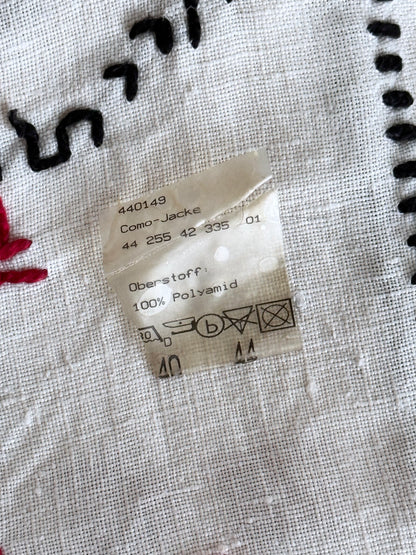 440149
Como-Jacke
44 255 42 335 01
Oberstoff:
100% Polyamid
40 44